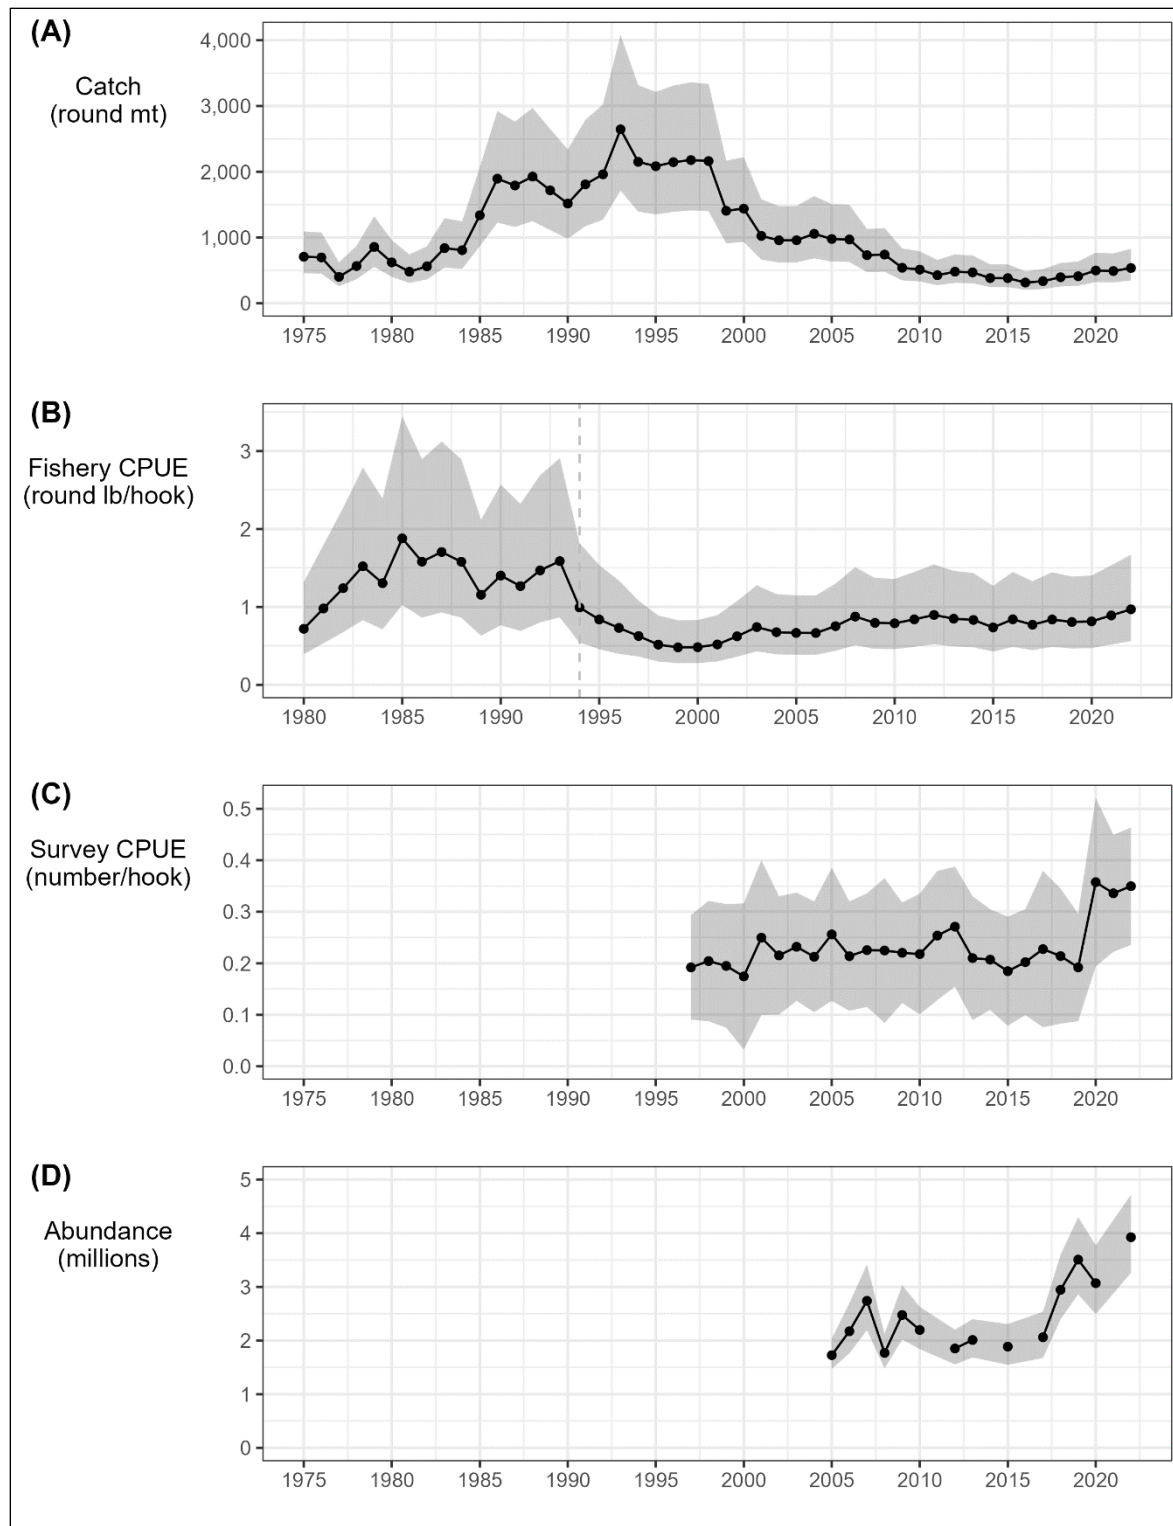 (A)
Catch
(round mt)
4,000
3,000
2,000
1,000
0
1975 1980 1985 1990 1995 2000 2005 2010 2015 2020
(B)
Fishery CPUE
(round lb/hook)
3
2
1
0
1980 1985 1990 1995 2000 2005 2010 2015 2020
(C)
Survey CPUE
(number/hook)
0.5
0.4
0.3
0.2
0.1
0.0
1975 1980 1985 1990 1995 2000 2005 2010 2015 2020
(D)
Abundance
(millions)
5
4
3
2
1
0
1975 1980 1985 1990 1995 2000 2005 2010 2015 2020